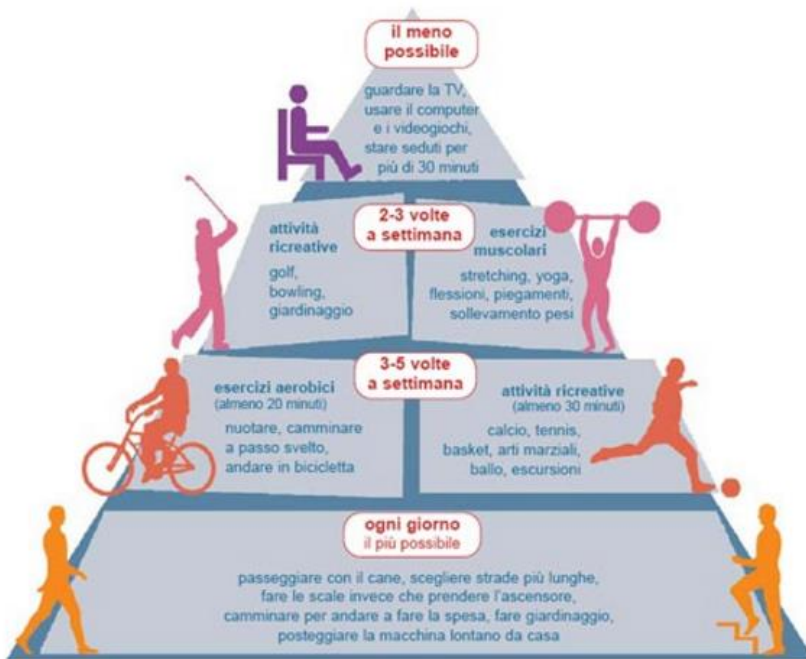 il meno
possibile
guardare la TV,
usare il computer
e i videogiochi,
stare seduti per
più di 30 minuti
2-3 volte
a settimana
attività
ricreative
golf,
bowling,
giardinaggio
esercizi
muscolari
stretching, yoga,
flessioni, piegamenti,
sollevamento pesi
3-5 volte
a settimana
esercizi aerobici
(almeno 20 minuti)
nuotare, camminare
a passo svelto,
andare in bicicletta
attività ricreative
(almeno 30 minuti)
calcio, tennis,
basket, arti marziali,
ballo, escursioni
ogni giorno
il più possibile
passeggiare con il cane, scegliere strade più lunghe,
fare le scale invece che prendere l'ascensore,
camminare per andare a fare la spesa, fare giardinaggio,
posteggiare la macchina lontano da casa